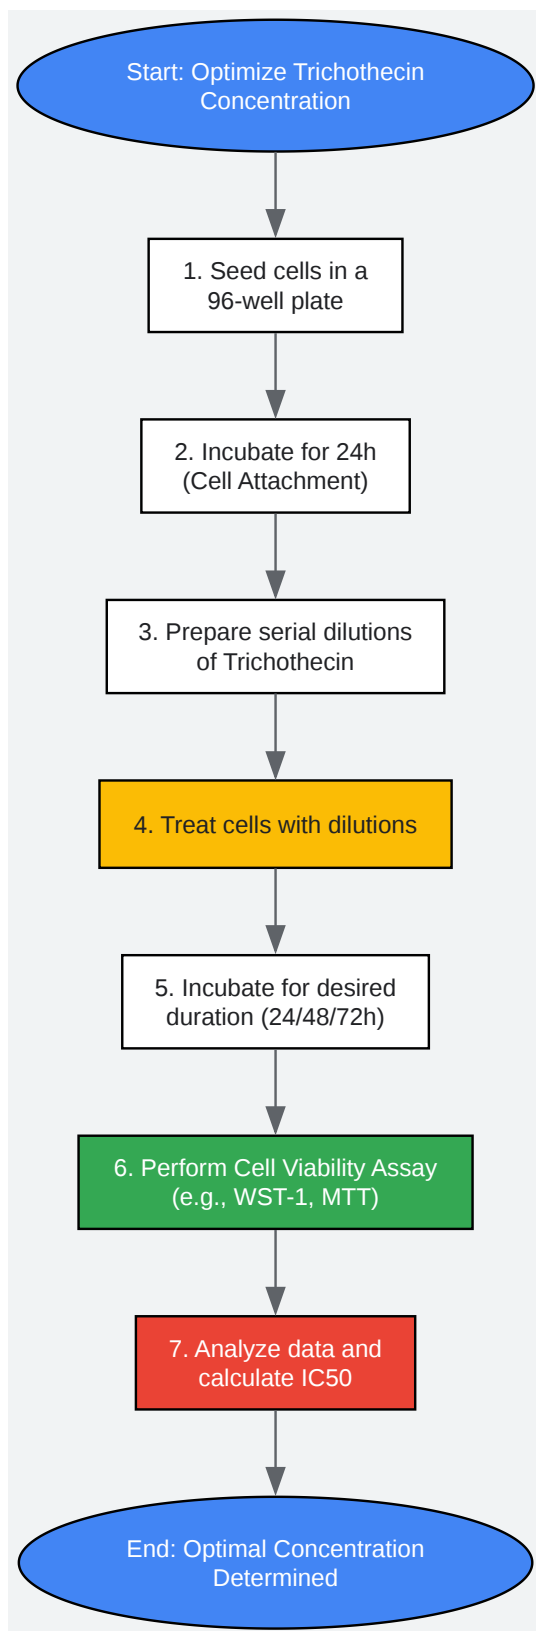 Start: Optimize Trichothecin
Concentration
1. Seed cells in a
96-well plate
2. Incubate for 24h
(Cell Attachment)
3. Prepare serial dilutions
of Trichothecin
4. Treat cells with dilutions
5. Incubate for desired
duration (24/48/72h)
6. Perform Cell Viability Assay
(e.g., WST-1, MTT)
7. Analyze data and
calculate IC50
End: Optimal Concentration
Determined